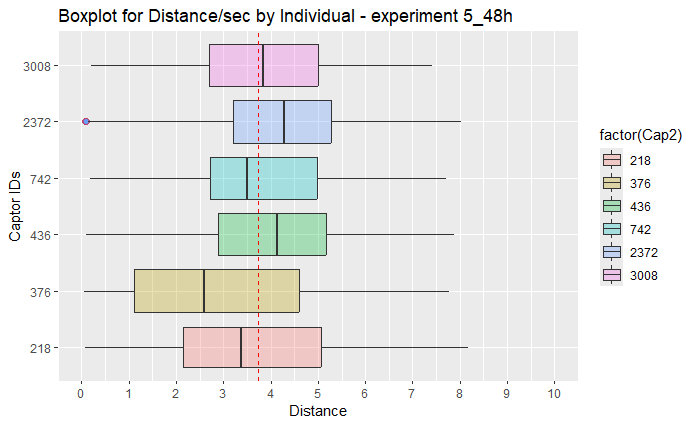 Boxplot for Distance/sec by Individual - experiment 5_48h
Captor IDs
3008
2372
742
436
376
218
0 1 2 3 4 5 6 7 8 9 10
Distance
factor(Cap2)
218
376
436
742
2372
3008